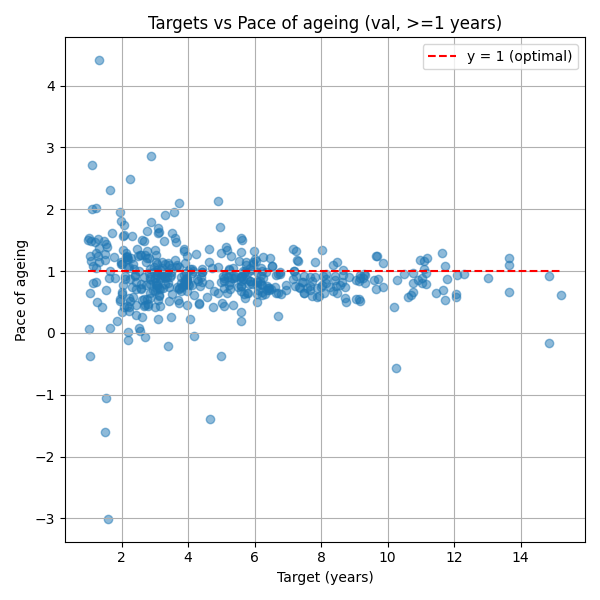 Targets vs Pace of ageing (val, >=1 years)
y = 1 (optimal)
4
3
2
1
0
−1
−2
−3
Pace of ageing
2 4 6 8 10 12 14
Target (years)